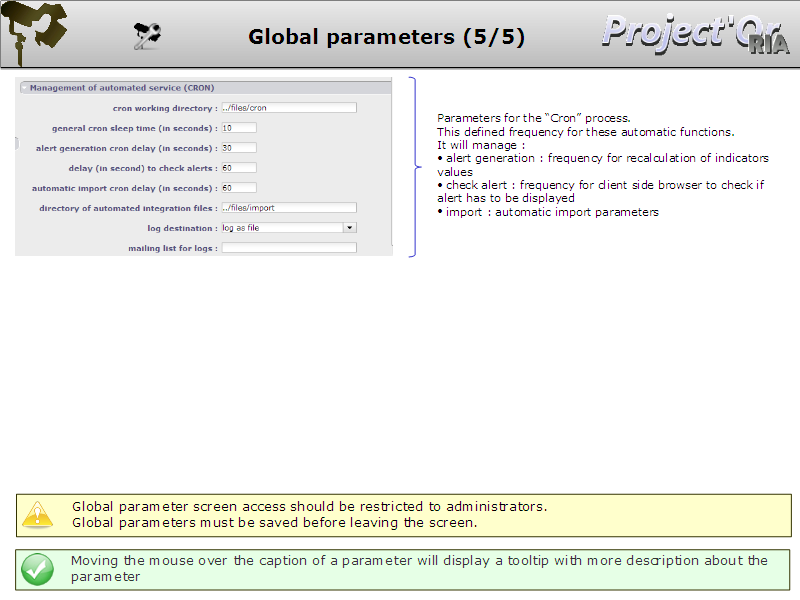 Global parameters (5/5)
Project'Or
RIA
Management of automated service (CRON)
cron working directory : ../files/cron
general cron sleep time (in seconds) : 10
alert generation cron delay (in seconds) : 30
delay (in second) to check alerts : 60
automatic import cron delay (in seconds) : 60
directory of automated integration files : ../files/import
log destination : log as file
mailing list for logs :
Parameters for the “Cron” process.
This defined frequency for these automatic functions.
It will manage :
• alert generation : frequency for recalculation of indicators
values
• check alert : frequency for client side browser to check if
alert has to be displayed
• import : automatic import parameters
Global parameter screen access should be restricted to administrators.
Global parameters must be saved before leaving the screen.
Moving the mouse over the caption of a parameter will display a tooltip with more description about the
parameter